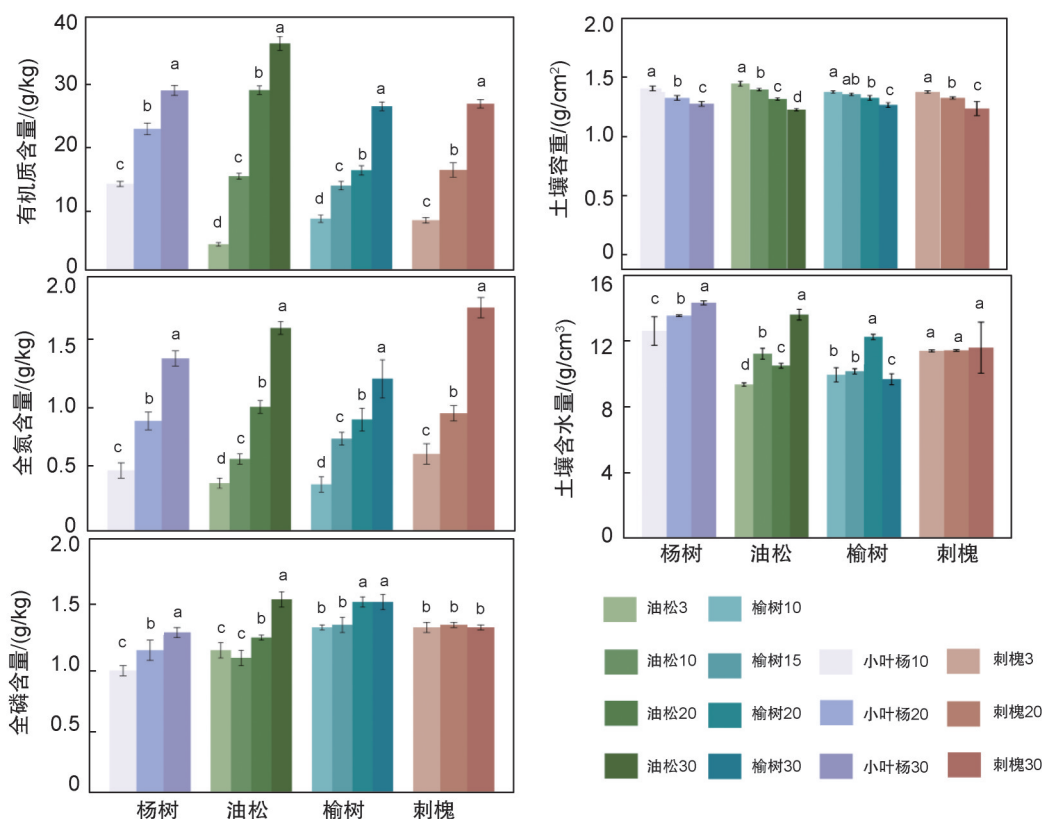 有机质含量/(g/kg)
40
30
20
10
0
c
b
a
d
c
b
a
d
c
b
a
c
b
a
全氮含量/(g/kg)
2.0
1.5
1.0
0.5
0
c
b
a
d
c
b
a
d
c
b
a
c
b
a
全磷含量/(g/kg)
2.0
1.5
1.0
0.5
0
c
b
a
c
c
b
a
b
b
a
a
b
b
b
杨树 油松 榆树 刺槐
土壤容重/(g/cm²)
2.0
1.5
1.0
1.5
0
a
b
c
a
b
c
d
a
ab
b
c
a
b
c
土壤含水量/(g/cm³)
16
12
8
4
0
c
b
a
d
b
c
a
b
b
a
c
a
a
a
杨树 油松 榆树 刺槐
油松3 榆树10
油松10 榆树15 小叶杨10 刺槐3
油松20 榆树20 小叶杨20 刺槐20
油松30 榆树30 小叶杨30 刺槐30